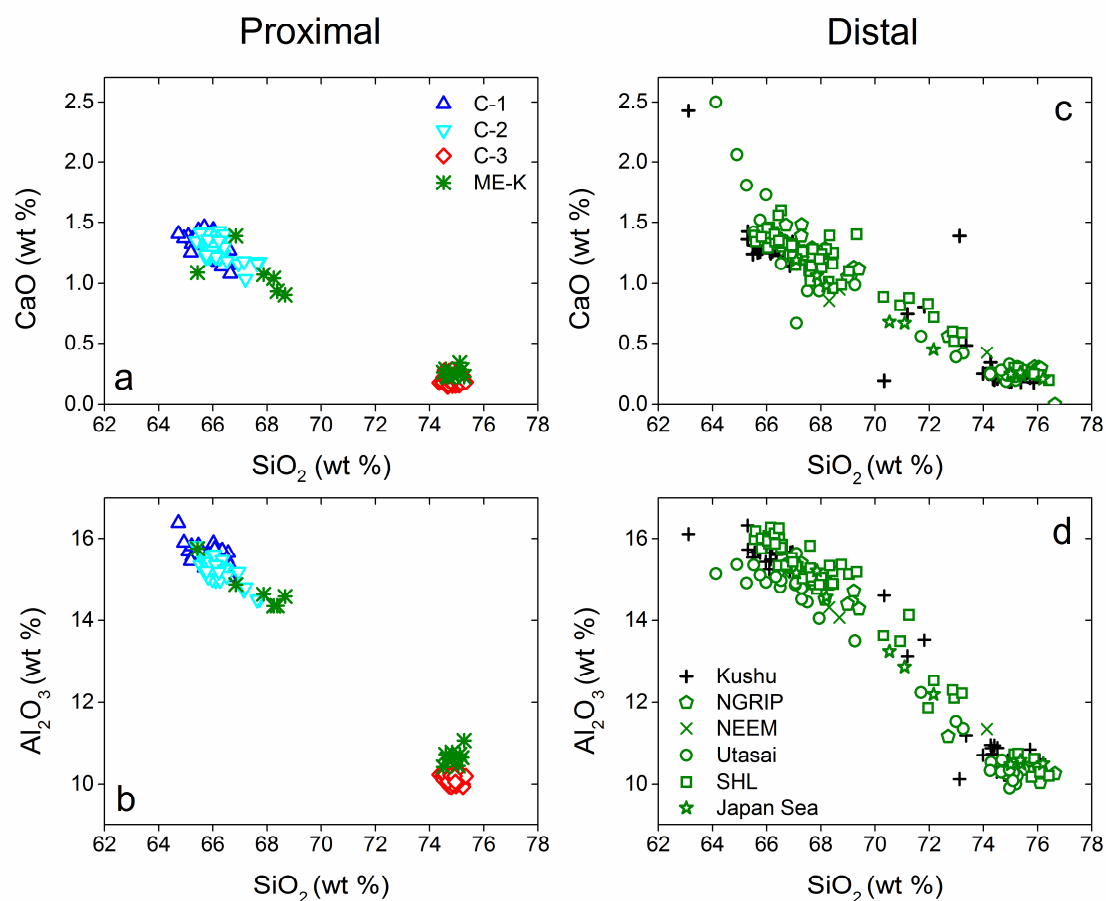 Proximal
Distal
2.5
2.0
1.5
1.0
0.5
0.0
CaO (wt %)
C-1
C-2
C-3
ME-K
a
62 64 66 68 70 72 74 76 78
SiO₂ (wt %)
2.5
2.0
1.5
1.0
0.5
0.0
CaO (wt %)
c
62 64 66 68 70 72 74 76 78
SiO₂ (wt %)
16
14
12
10
Al₂O₃ (wt %)
b
62 64 66 68 70 72 74 76 78
SiO₂ (wt %)
16
14
12
10
Al₂O₃ (wt %)
d
Kushu
NGRIP
NEEM
Utasai
SHL
Japan Sea
62 64 66 68 70 72 74 76 78
SiO₂ (wt %)